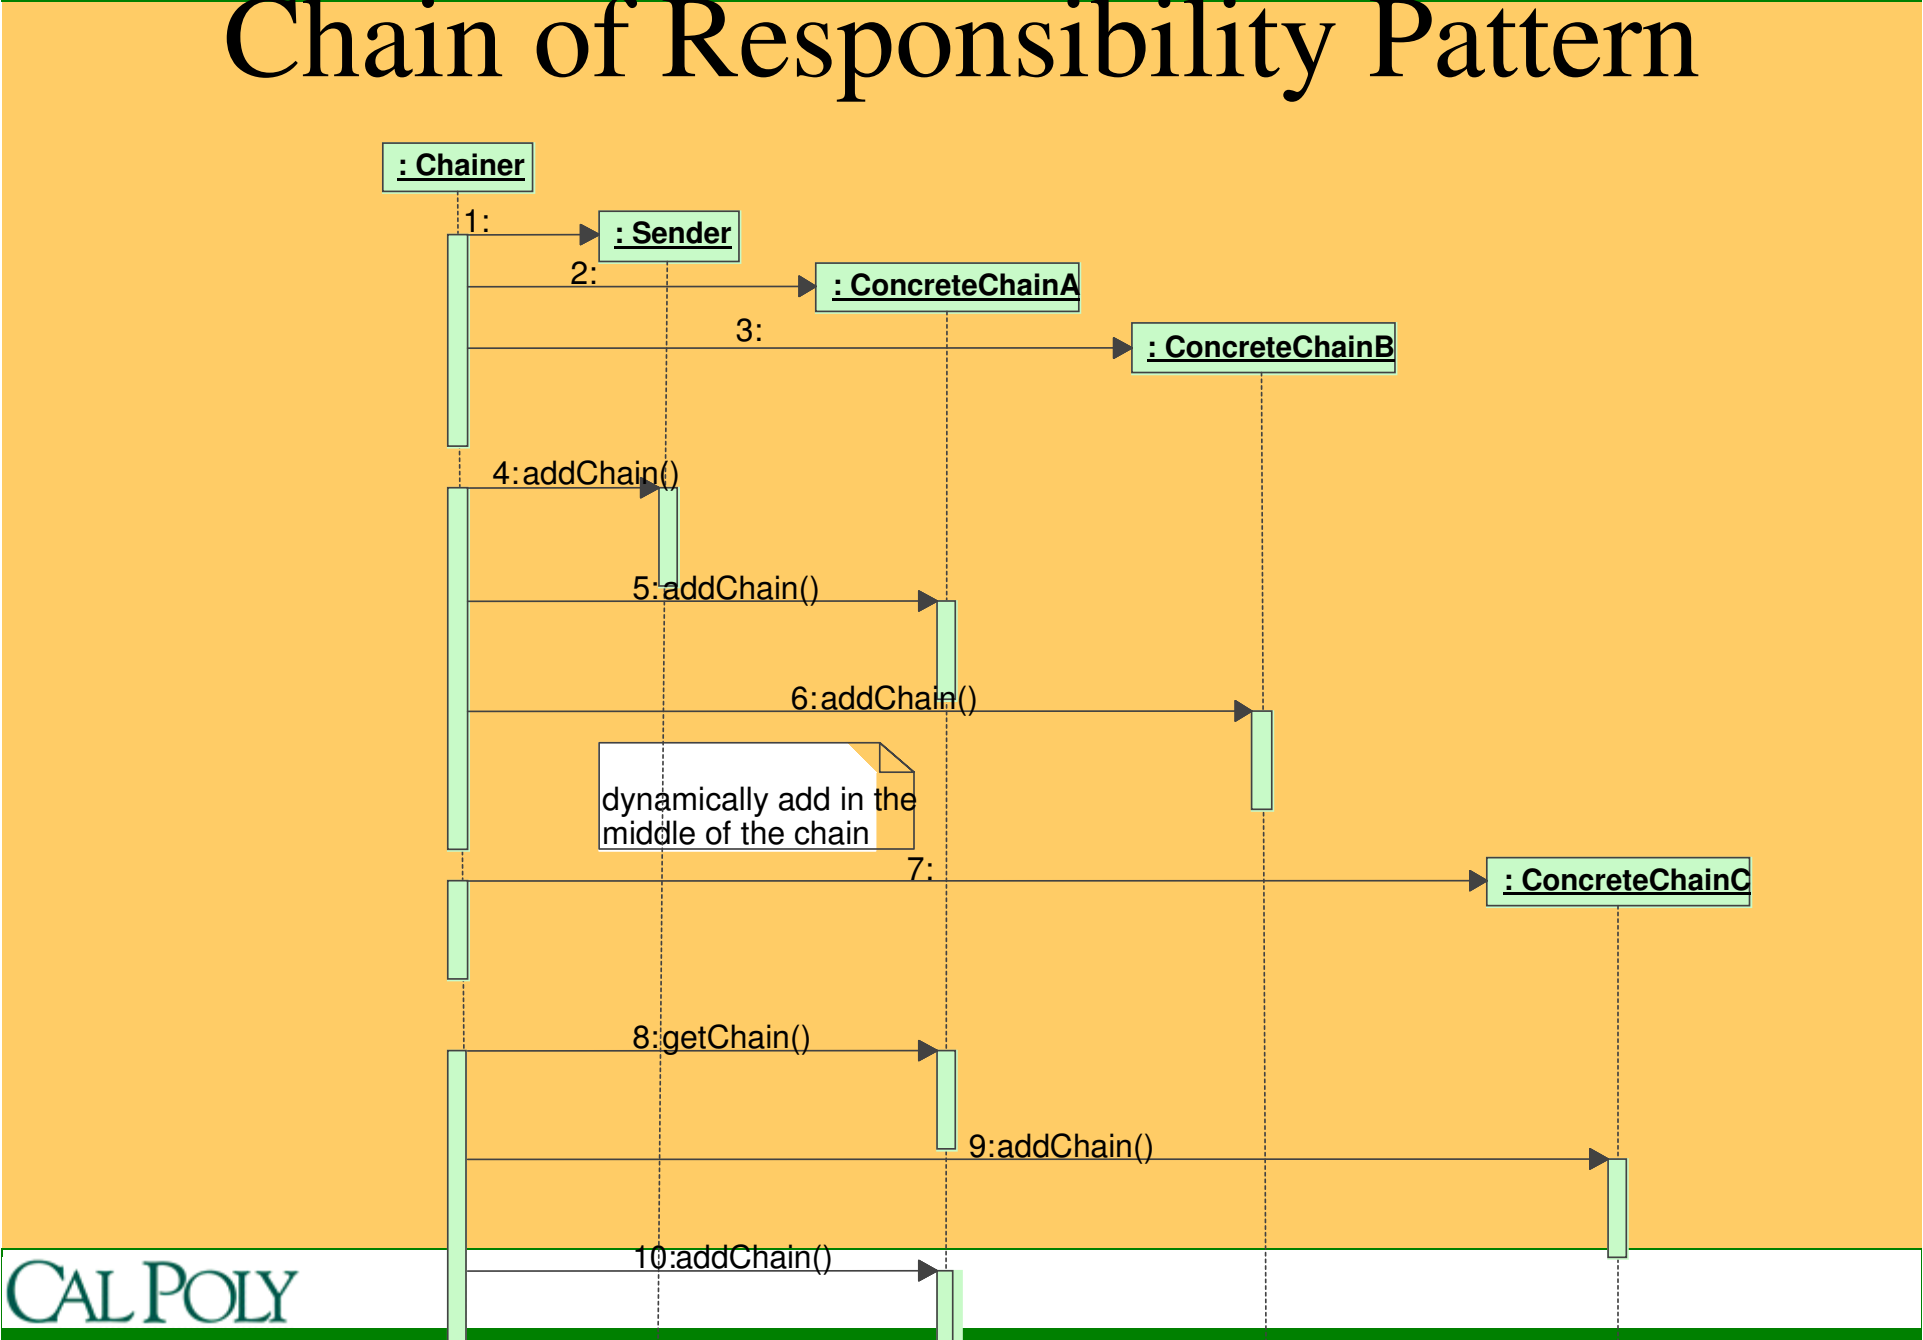 Chain of Responsibility Pattern
: Chainer
1:
: Sender
2:
: ConcreteChainA
3:
: ConcreteChainB
4:addChain()
5:addChain()
6:addChain()
dynamically add in the
middle of the chain
7:
: ConcreteChainC
8:getChain()
9:addChain()
10:addChain()
CAL POLY